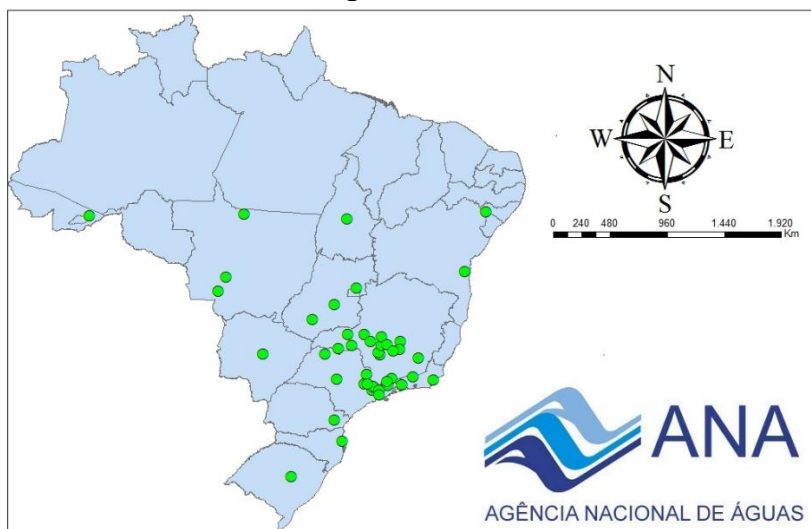 N
W E
S
0 240 480 960 1.440 1.920
Km
ANA
AGÊNCIA NACIONAL DE ÁGUAS